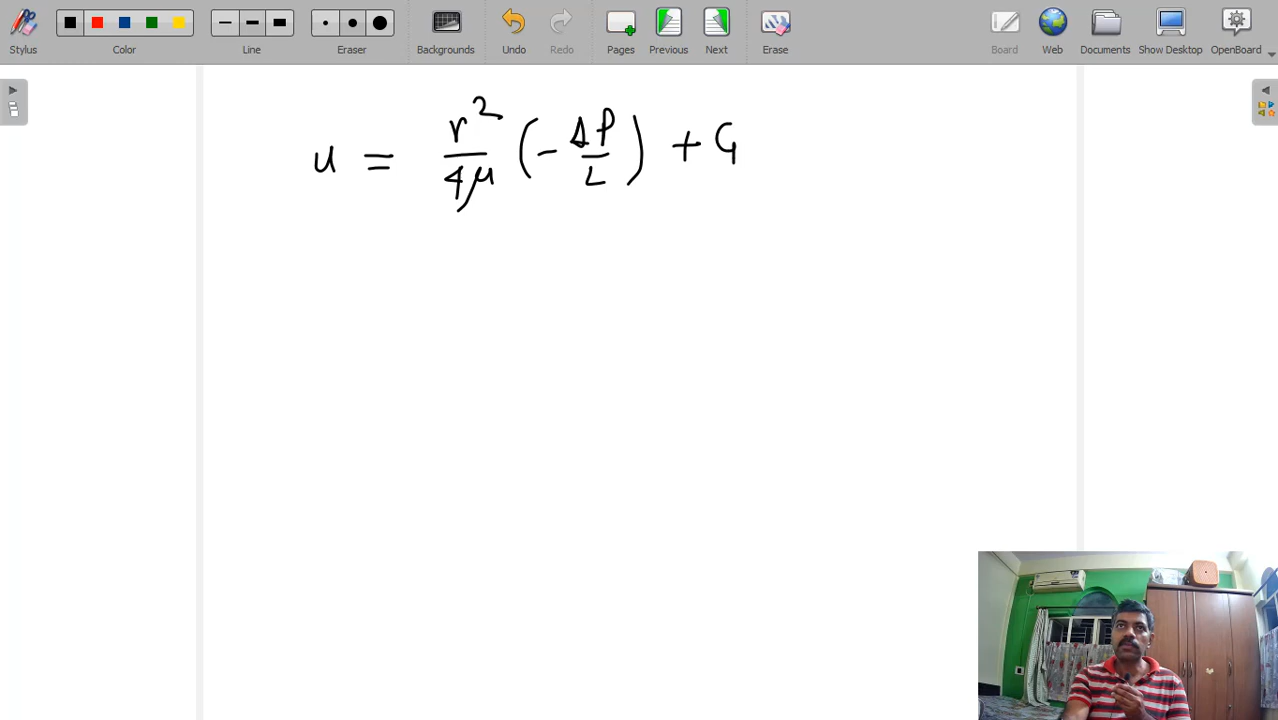 Stylus Color Line Eraser Backgrounds Undo Redo Pages Previous Next Erase Board Web Documents Show Desktop OpenBoard
u = r²/4μ (- ΔP/L) + C₁